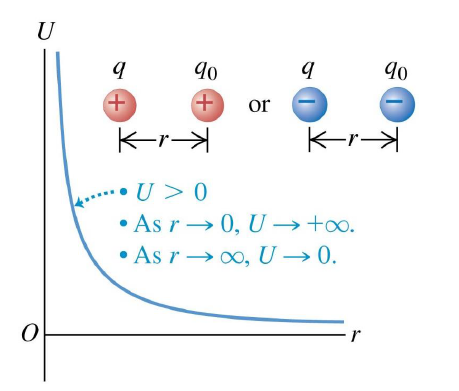 U
q q₀ q q₀
+ + or − −
r r
• U > 0
• As r → 0, U → +∞.
• As r → ∞, U → 0.
O r